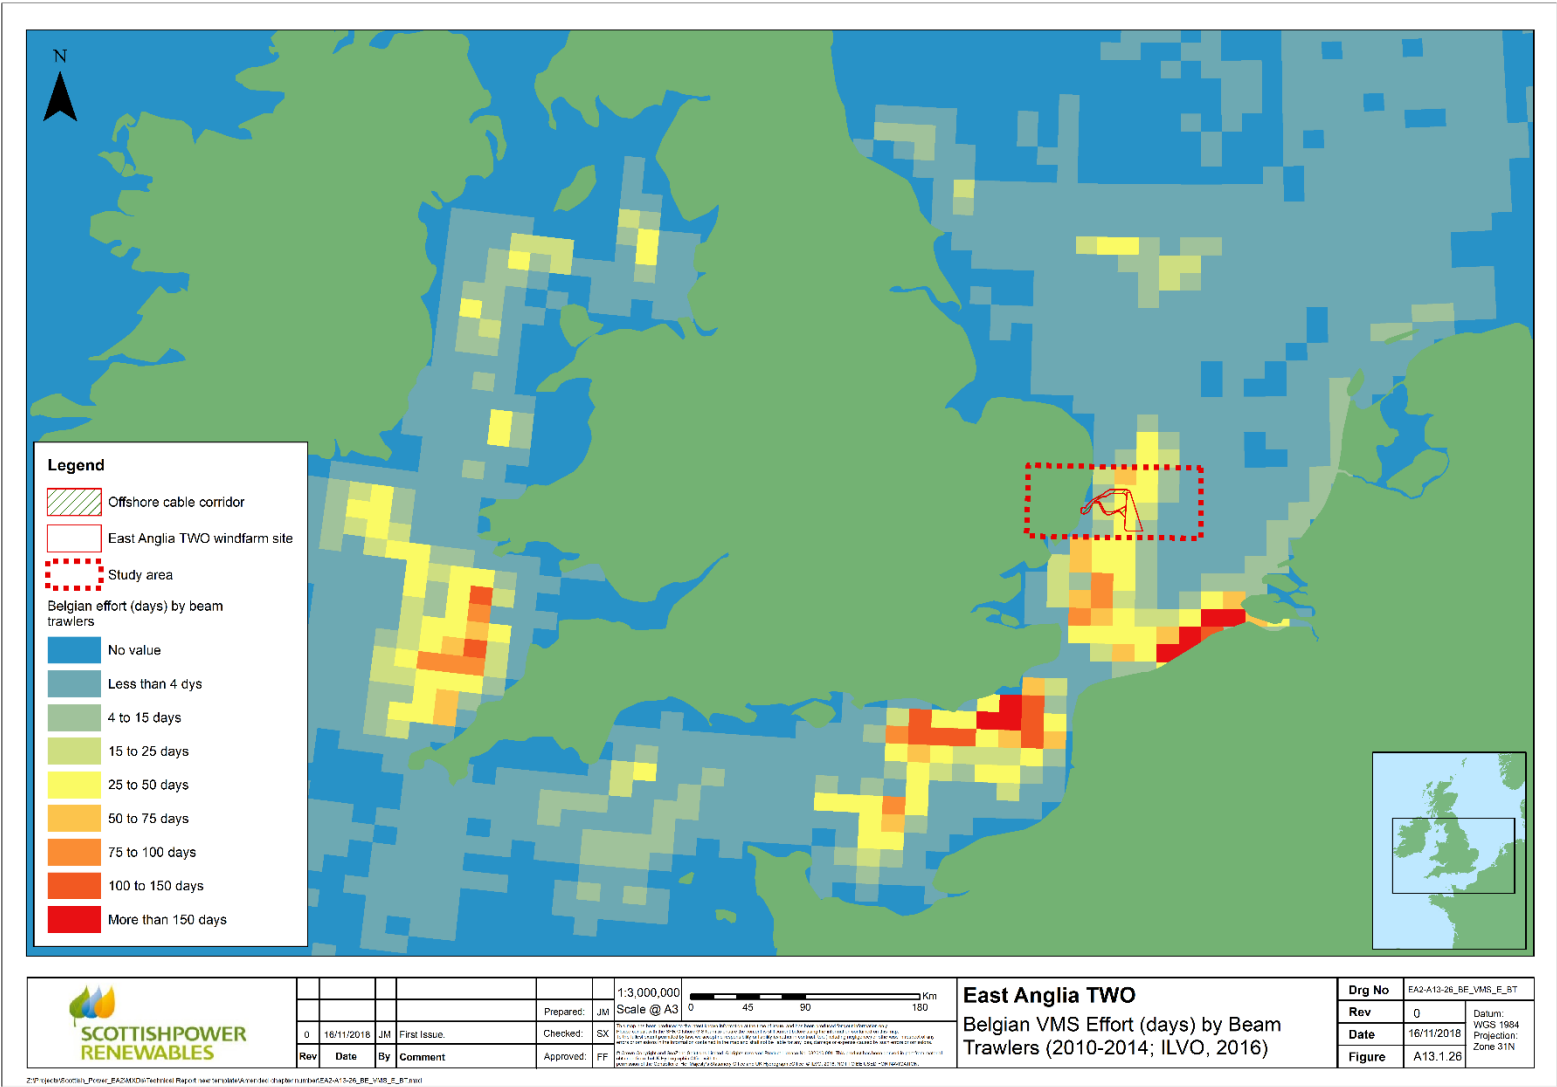 N
Legend
Offshore cable corridor
East Anglia TWO windfarm site
Study area
Belgian effort (days) by beam
trawlers
No value
Less than 4 dys
4 to 15 days
15 to 25 days
25 to 50 days
50 to 75 days
75 to 100 days
100 to 150 days
More than 150 days
SCOTTISHPOWER
RENEWABLES
0 16/11/2018 JM First Issue.
Rev Date By Comment
Prepared: JM
Checked: SX
Approved: FF
1:3,000,000
Scale @ A3
0 45 90 180
Km
East Anglia TWO
Belgian VMS Effort (days) by Beam
Trawlers (2010-2014; ILVO, 2016)
Drg No EA2-A13-26_BE_VMS_E_BT
Rev 0
Date 16/11/2018
Figure A13.1.26
Datum:
WGS 1984
Projection:
Zone 31N